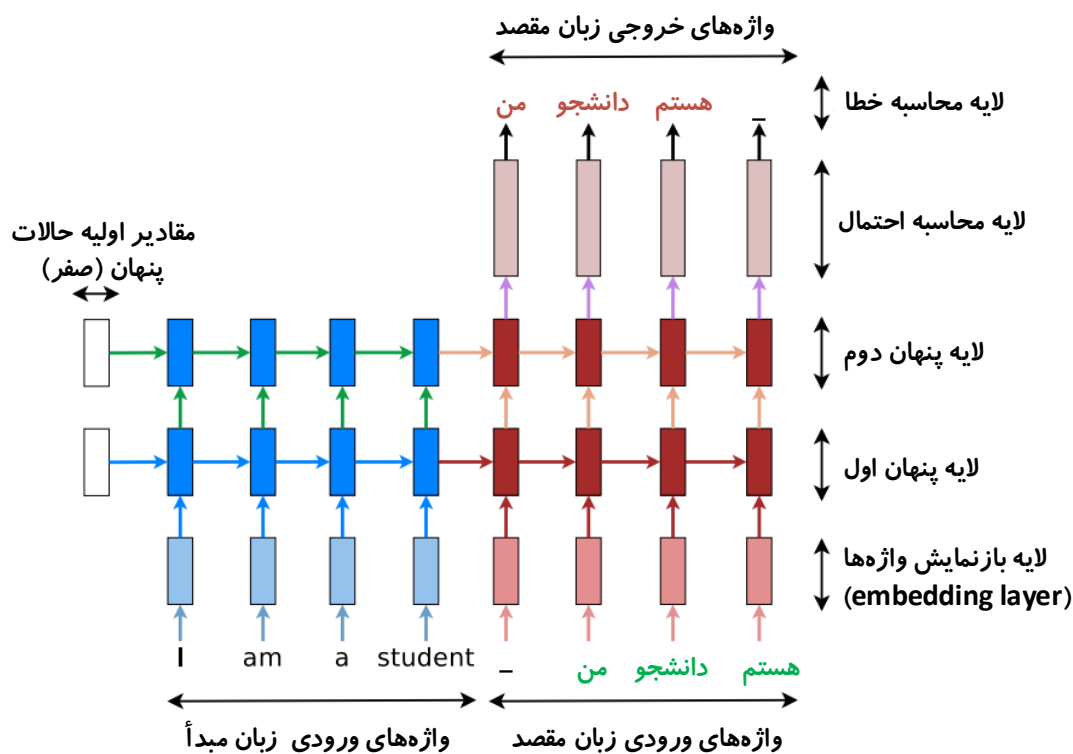 واژه‌های خروجی زبان مقصد
لایه محاسبه خطا
من دانشجو هستم _
لایه محاسبه احتمال
مقادیر اولیه حالات
پنهان (صفر)
لایه پنهان دوم
لایه پنهان اول
لایه بازنمایش واژه‌ها
(embedding layer)
I am a student _ من دانشجو هستم
واژه‌های ورودی زبان مبدأ
واژه‌های ورودی زبان مقصد